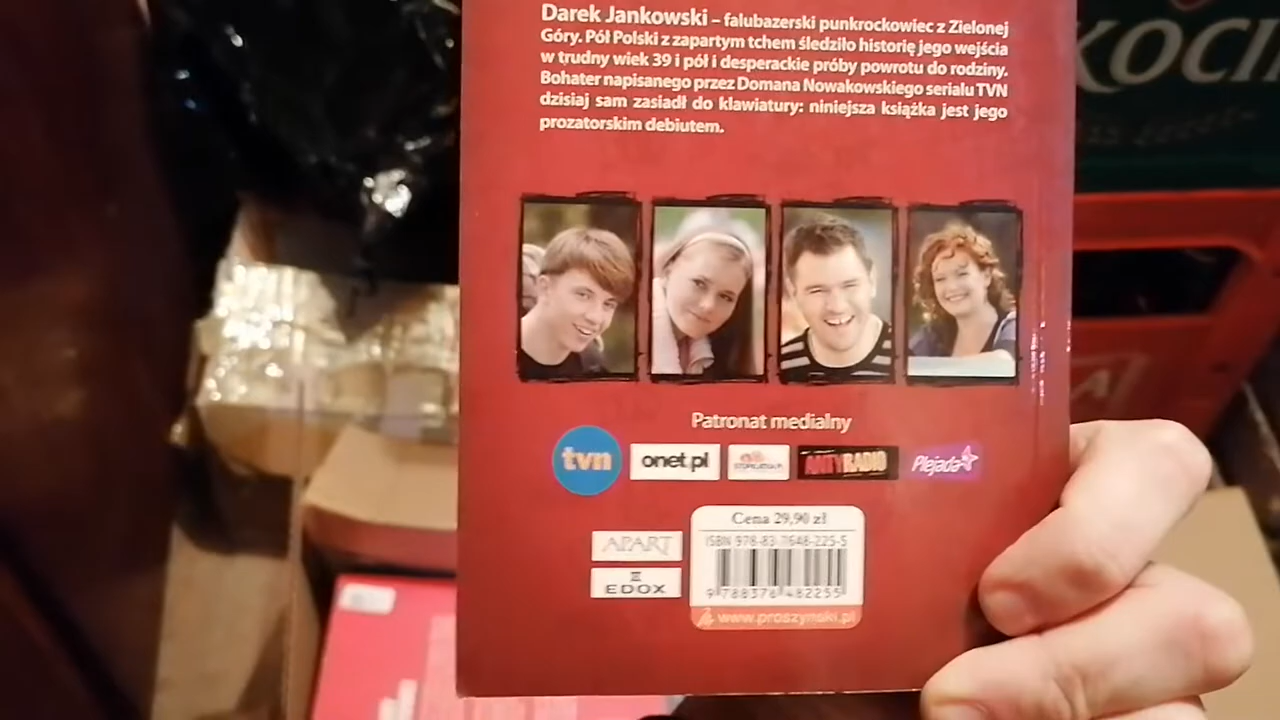 Darek Jankowski – falubazerski punkrockowiec z Zielonej
Góry. Pół Polski z zapartym tchem śledziło historię jego wejścia
w trudny wiek 39 i pół i desperackie próby powrotu do rodziny.
Bohater napisanego przez Domana Nowakowskiego serialu TVN
dzisiaj sam zasiadł do klawiatury: niniejsza książka jest jego
prozatorskim debiutem.
Patronat medialny
tvn
onet.pl
ANTYRADIO
Plejada
APART
EDOX
Cena 29,90 zł
ISBN 978-83-7648-225-5
9 788376 482255
www.proszynski.pl